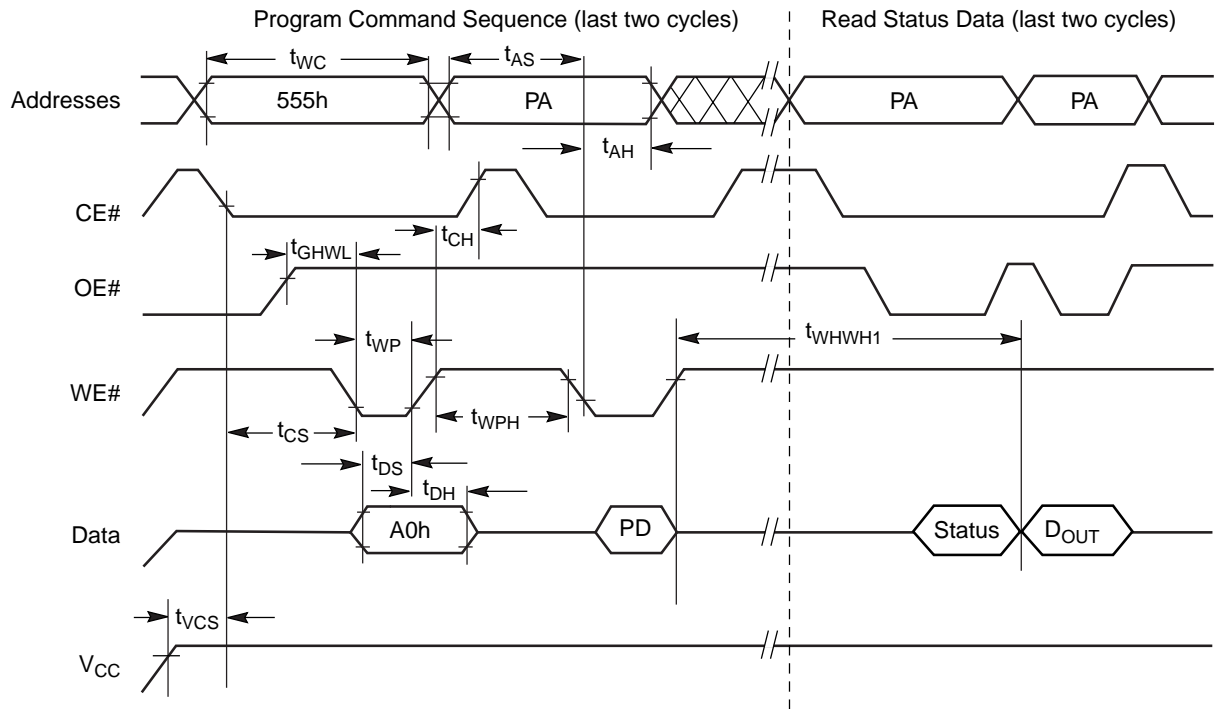 Program Command Sequence (last two cycles)
Read Status Data (last two cycles)
tWC
tAS
Addresses
555h
PA
PA
PA
tAH
CE#
tCH
tGHWL
OE#
tWP
tWHWH1
WE#
tWPH
tCS
tDS
tDH
Data
A0h
PD
Status
DOUT
tVCS
VCC